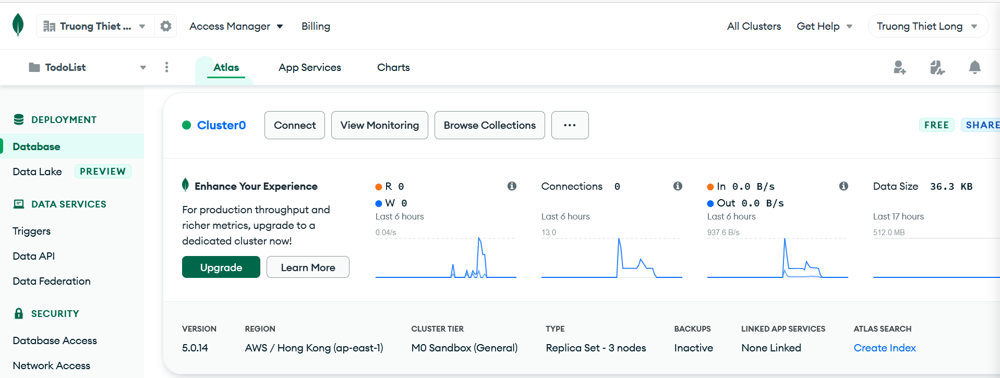 Truong Thiet ...
Access Manager
Billing
All Clusters
Get Help
Truong Thiet Long
TodoList
Atlas
App Services
Charts
DEPLOYMENT
Database
Data Lake PREVIEW
DATA SERVICES
Triggers
Data API
Data Federation
SECURITY
Database Access
Network Access
Cluster0
Connect
View Monitoring
Browse Collections
...
FREE
SHARE
Enhance Your Experience
For production throughput and
richer metrics, upgrade to a
dedicated cluster now!
Upgrade
Learn More
R 0
W 0
Last 6 hours
0.04/s
Connections 0
Last 6 hours
13.0
In 0.0 B/s
Out 0.0 B/s
Last 6 hours
937.6 B/s
Data Size 36.3 KB
Last 17 hours
512.0 MB
VERSION
5.0.14
REGION
AWS / Hong Kong (ap-east-1)
CLUSTER TIER
M0 Sandbox (General)
TYPE
Replica Set - 3 nodes
BACKUPS
Inactive
LINKED APP SERVICES
None Linked
ATLAS SEARCH
Create Index